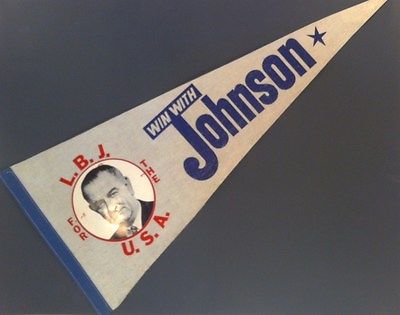 L.B.J.
FOR THE
U.S.A.
WIN WITH
Johnson